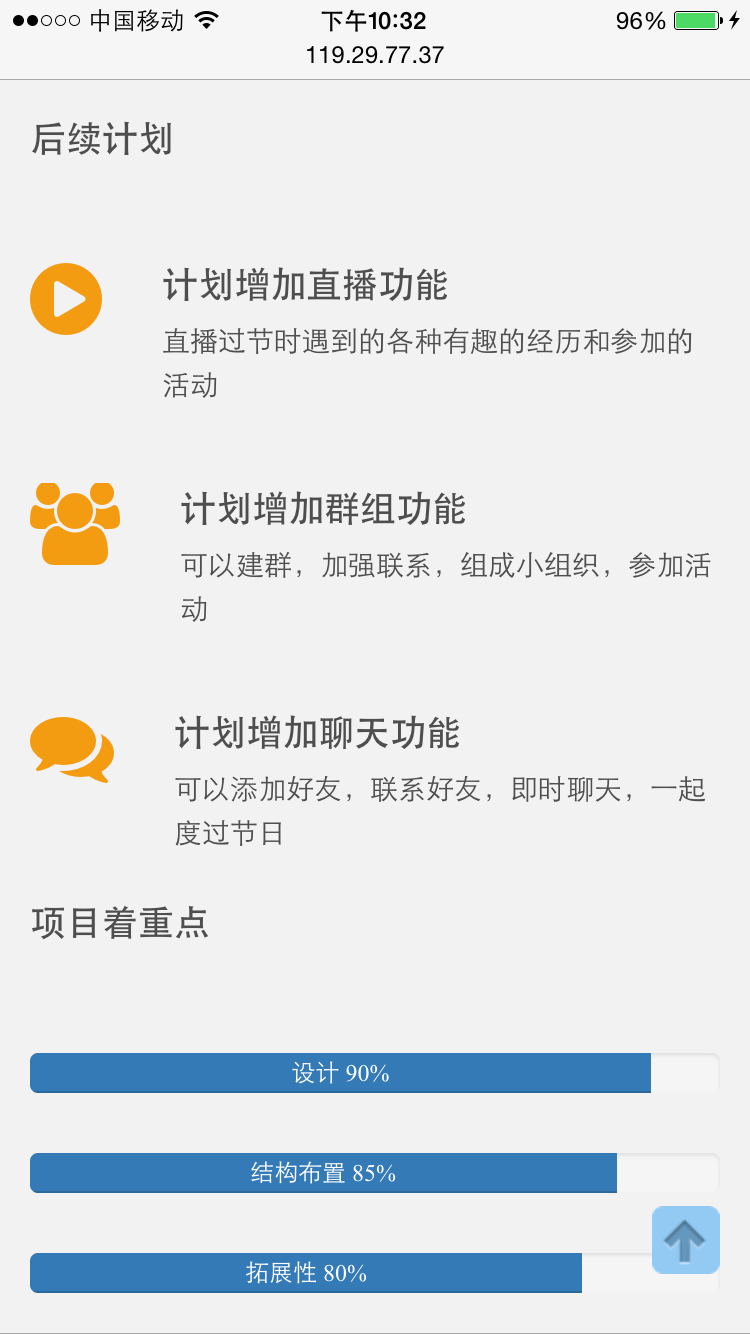 中国移动 下午10:32 96%
119.29.77.37
后续计划
计划增加直播功能
直播过节时遇到的各种有趣的经历和参加的
活动
计划增加群组功能
可以建群，加强联系，组成小组织，参加活
动
计划增加聊天功能
可以添加好友，联系好友，即时聊天，一起
度过节日
项目着重点
设计 90%
结构布置 85%
拓展性 80%